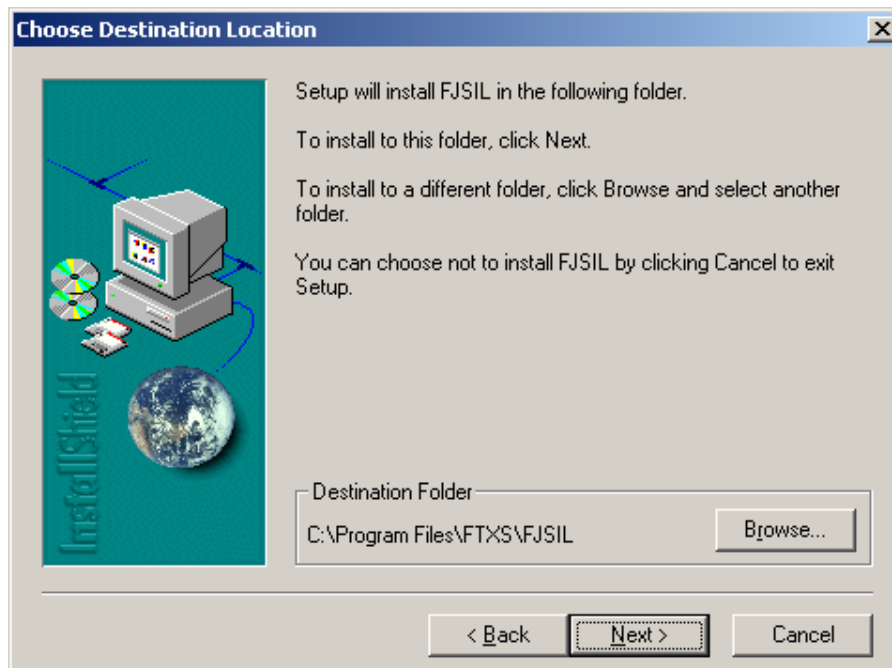 Choose Destination Location
Setup will install FJSIL in the following folder.
To install to this folder, click Next.
To install to a different folder, click Browse and select another
folder.
You can choose not to install FJSIL by clicking Cancel to exit
Setup.
InstallShield
Destination Folder
C:\Program Files\FTXS\FJSIL
Browse...
< Back
Next >
Cancel